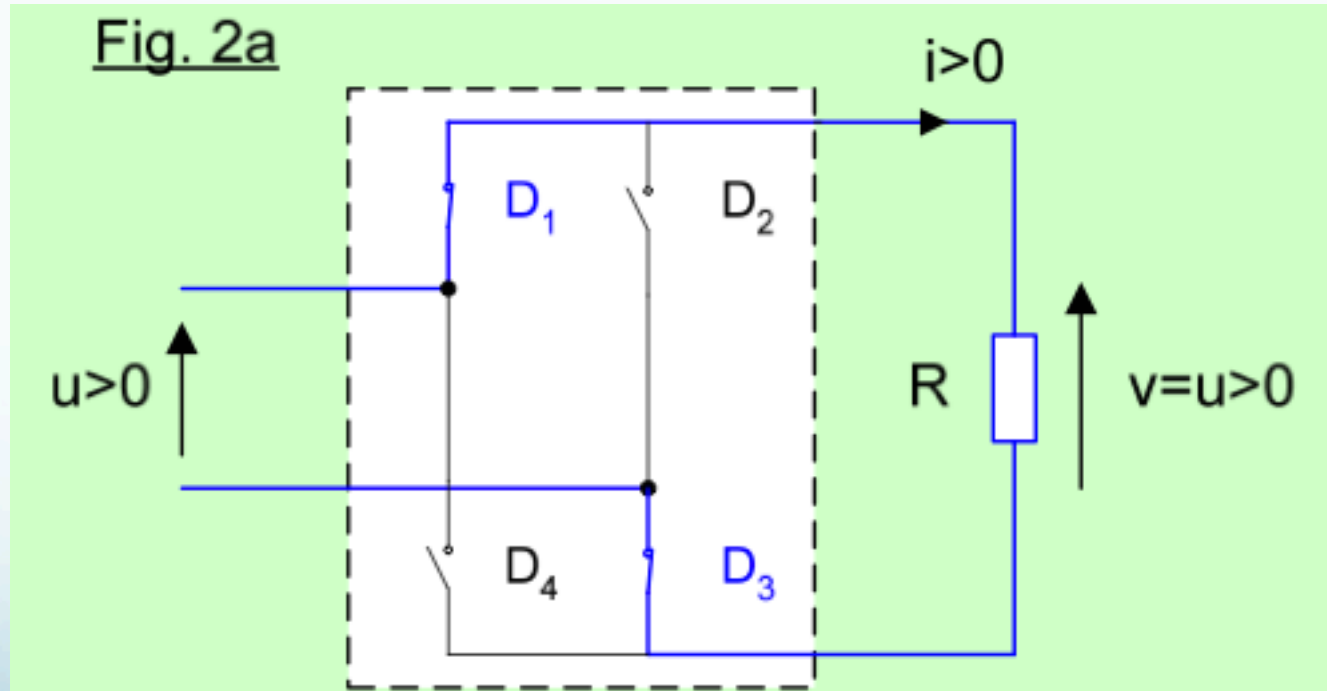 Fig. 2a
i>0
D₁
D₂
u>0
R
v=u>0
D₄
D₃